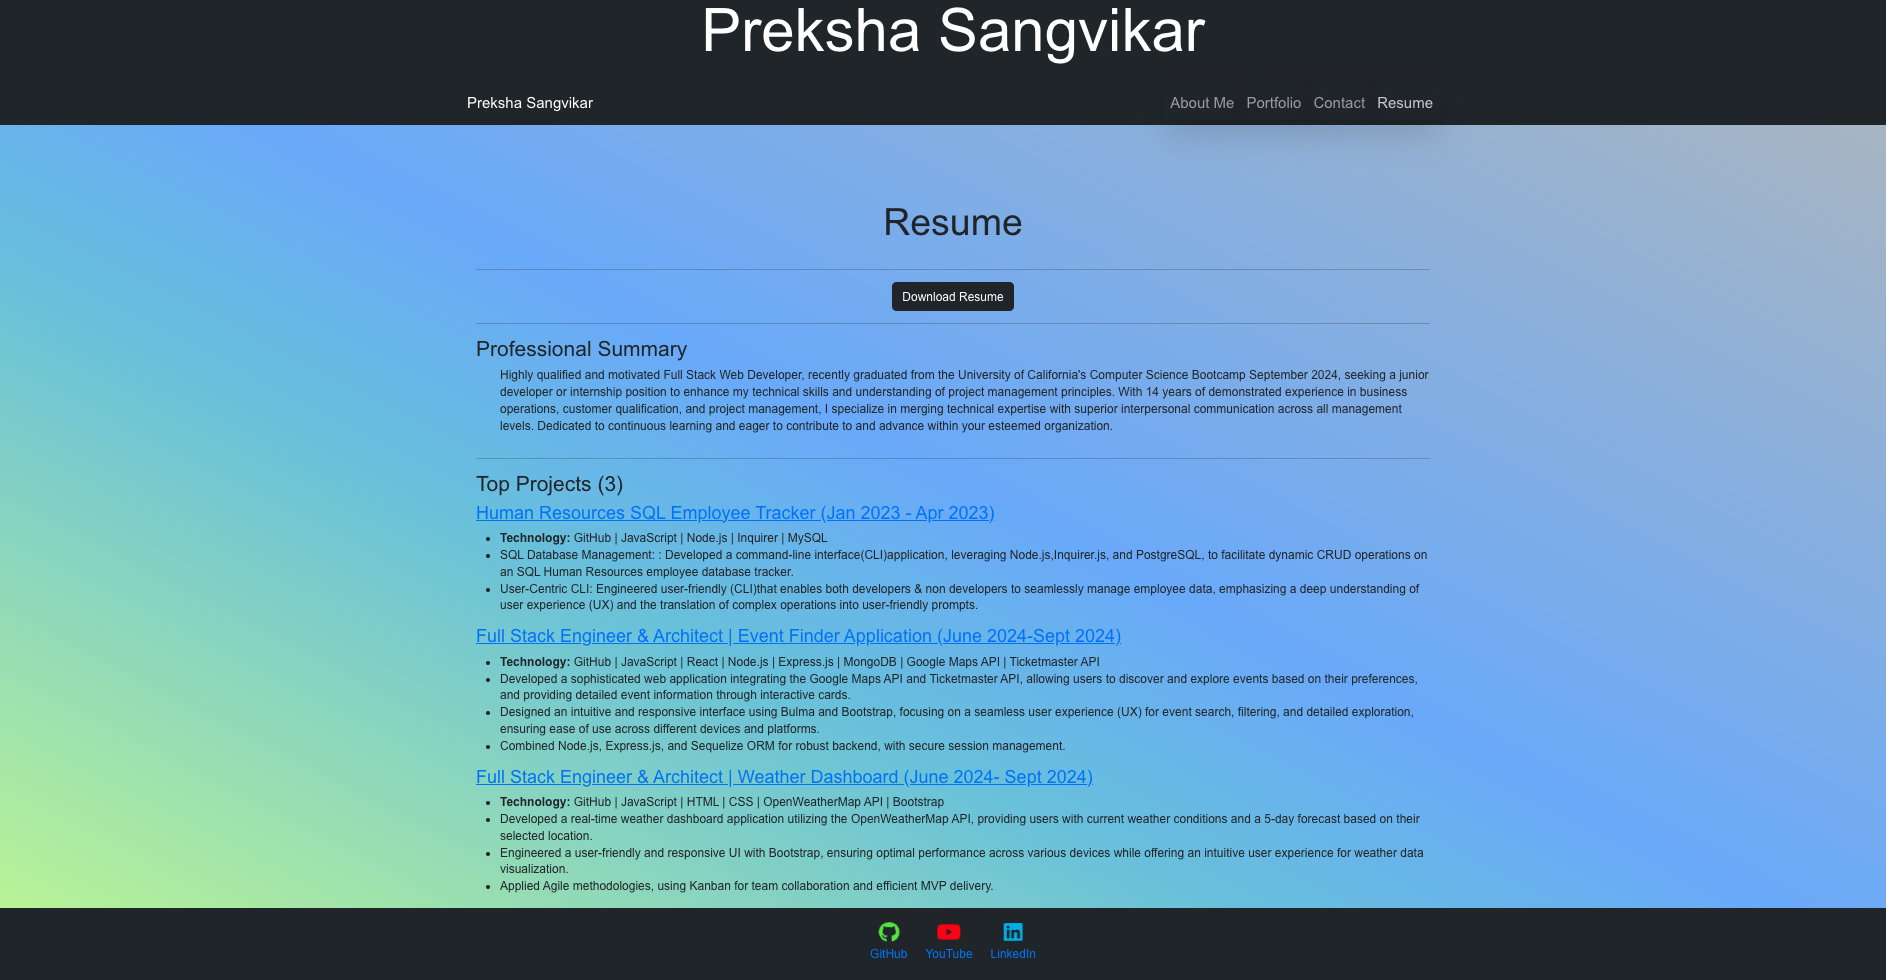 Preksha Sangvikar
Preksha Sangvikar
About Me Portfolio Contact Resume
Resume
Download Resume
Professional Summary
Highly qualified and motivated Full Stack Web Developer, recently graduated from the University of California's Computer Science Bootcamp September 2024, seeking a junior
developer or internship position to enhance my technical skills and understanding of project management principles. With 14 years of demonstrated experience in business
operations, customer qualification, and project management, I specialize in merging technical expertise with superior interpersonal communication across all management
levels. Dedicated to continuous learning and eager to contribute to and advance within your esteemed organization.
Top Projects (3)
Human Resources SQL Employee Tracker (Jan 2023 - Apr 2023)
• Technology: GitHub | JavaScript | Node.js | Inquirer | MySQL
• SQL Database Management: : Developed a command-line interface(CLI)application, leveraging Node.js,Inquirer.js, and PostgreSQL, to facilitate dynamic CRUD operations on
an SQL Human Resources employee database tracker.
• User-Centric CLI: Engineered user-friendly (CLI)that enables both developers & non developers to seamlessly manage employee data, emphasizing a deep understanding of
user experience (UX) and the translation of complex operations into user-friendly prompts.
Full Stack Engineer & Architect | Event Finder Application (June 2024-Sept 2024)
• Technology: GitHub | JavaScript | React | Node.js | Express.js | MongoDB | Google Maps API | Ticketmaster API
• Developed a sophisticated web application integrating the Google Maps API and Ticketmaster API, allowing users to discover and explore events based on their preferences,
and providing detailed event information through interactive cards.
• Designed an intuitive and responsive interface using Bulma and Bootstrap, focusing on a seamless user experience (UX) for event search, filtering, and detailed exploration,
ensuring ease of use across different devices and platforms.
• Combined Node.js, Express.js, and Sequelize ORM for robust backend, with secure session management.
Full Stack Engineer & Architect | Weather Dashboard (June 2024- Sept 2024)
• Technology: GitHub | JavaScript | HTML | CSS | OpenWeatherMap API | Bootstrap
• Developed a real-time weather dashboard application utilizing the OpenWeatherMap API, providing users with current weather conditions and a 5-day forecast based on their
selected location.
• Engineered a user-friendly and responsive UI with Bootstrap, ensuring optimal performance across various devices while offering an intuitive user experience for weather data
visualization.
• Applied Agile methodologies, using Kanban for team collaboration and efficient MVP delivery.
GitHub YouTube LinkedIn